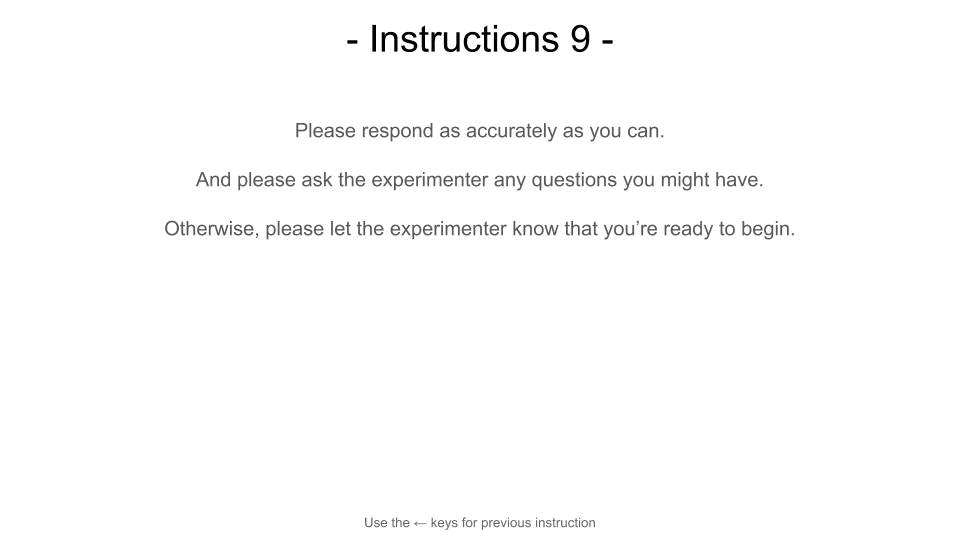 - Instructions 9 -
Please respond as accurately as you can.
And please ask the experimenter any questions you might have.
Otherwise, please let the experimenter know that you’re ready to begin.
Use the ← keys for previous instruction